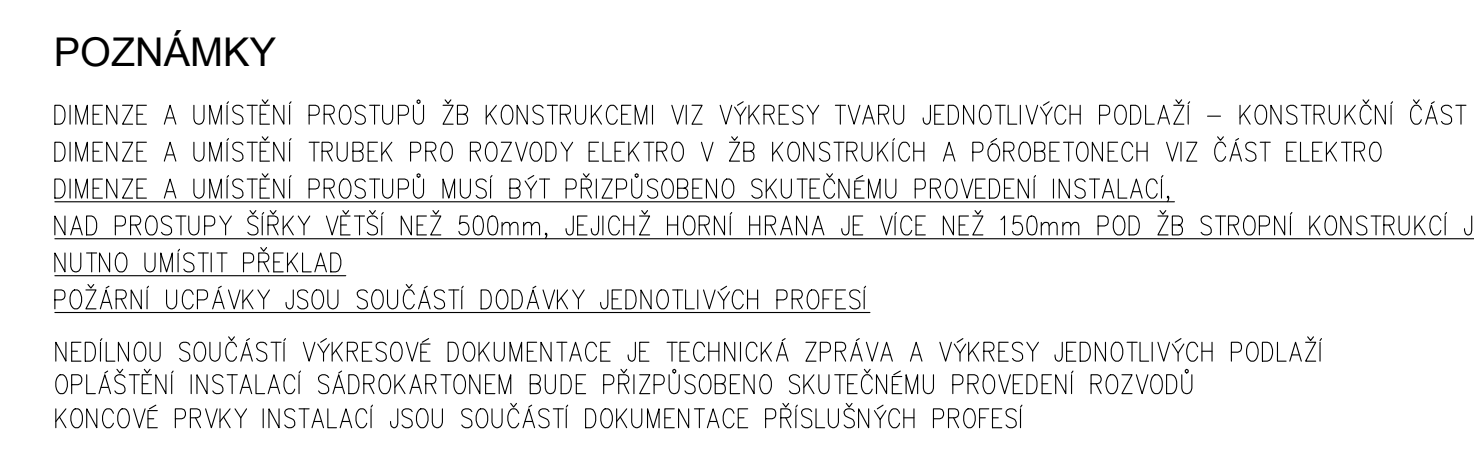 POZNÁMKY
DIMENZE A UMÍSTĚNÍ PROSTUPŮ ŽB KONSTRUKCEMI VIZ VÝKRESY TVARU JEDNOTLIVÝCH PODLAŽÍ – KONSTRUKČNÍ ČÁST
DIMENZE A UMÍSTĚNÍ TRUBEK PRO ROZVODY ELEKTRO V ŽB KONSTRUKÍCH A PÓROBETONECH VIZ ČÁST ELEKTRO
DIMENZE A UMÍSTĚNÍ PROSTUPŮ MUSÍ BÝT PŘIZPŮSOBENO SKUTEČNÉMU PROVEDENÍ INSTALACÍ,
NAD PROSTUPY ŠÍŘKY VĚTŠÍ NEŽ 500mm, JEJICHŽ HORNÍ HRANA JE VÍCE NEŽ 150mm POD ŽB STROPNÍ KONSTRUKCÍ
NUTNO UMÍSTIT PŘEKLAD
POŽÁRNÍ UCPÁVKY JSOU SOUČÁSTÍ DODÁVKY JEDNOTLIVÝCH PROFESÍ
NEDÍLNOU SOUČÁSTÍ VÝKRESOVÉ DOKUMENTACE JE TECHNICKÁ ZPRÁVA A VÝKRESY JEDNOTLIVÝCH PODLAŽÍ
OPLÁŠTĚNÍ INSTALACÍ SÁDROKARTONEM BUDE PŘIZPŮSOBENO SKUTEČNÉMU PROVEDENÍ ROZVODŮ
KONCOVÉ PRVKY INSTALACÍ JSOU SOUČÁSTÍ DOKUMENTACE PŘÍSLUŠNÝCH PROFESÍ